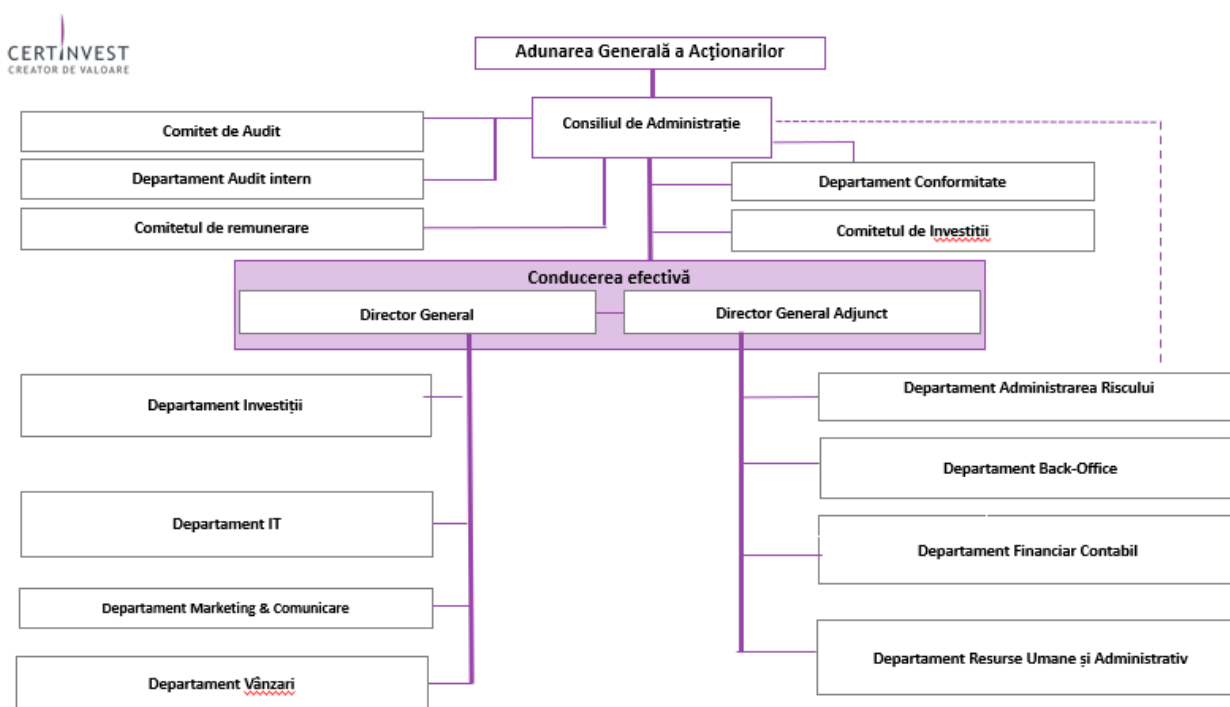 CERTINVEST
CREATOR DE VALOARE
Adunarea Generală a Acţionarilor
Consiliul de Administrație
Comitet de Audit
Departament Audit intern
Comitetul de remunerare
Departament Conformitate
Comitetul de Investitii
Conducerea efectivă
Director General
Director General Adjunct
Departament Investiții
Departament IT
Departament Marketing & Comunicare
Departament Vânzari
Departament Administrarea Riscului
Departament Back-Office
Departament Financiar Contabil
Departament Resurse Umane și Administrativ